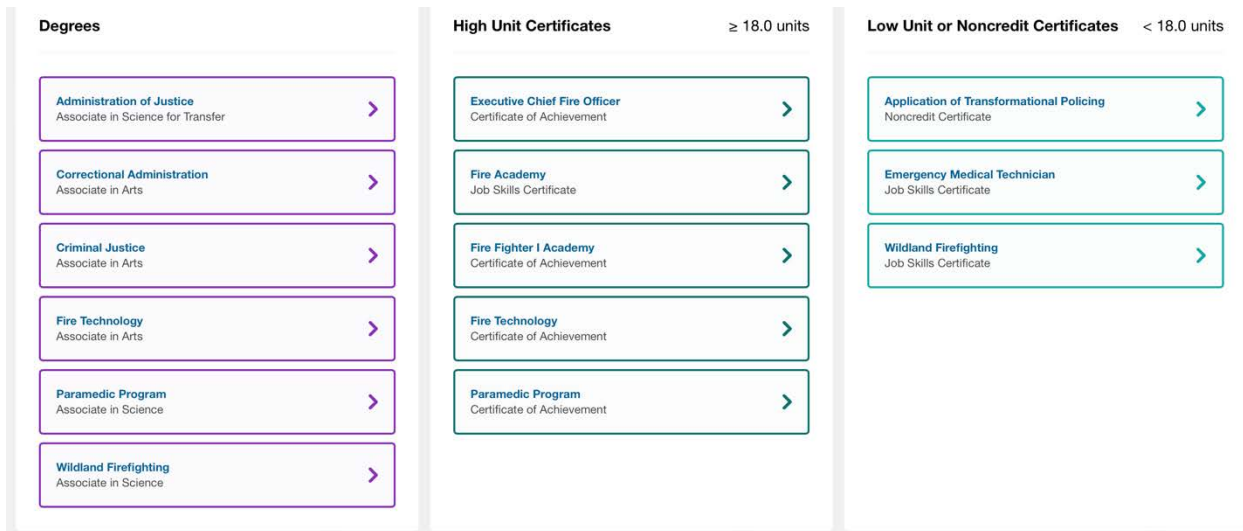 Degrees
Administration of Justice
Associate in Science for Transfer
Correctional Administration
Associate in Arts
Criminal Justice
Associate in Arts
Fire Technology
Associate in Arts
Paramedic Program
Associate in Science
Wildland Firefighting
Associate in Science
High Unit Certificates ≥ 18.0 units
Executive Chief Fire Officer
Certificate of Achievement
Fire Academy
Job Skills Certificate
Fire Fighter I Academy
Certificate of Achievement
Fire Technology
Certificate of Achievement
Paramedic Program
Certificate of Achievement
Low Unit or Noncredit Certificates < 18.0 units
Application of Transformational Policing
Noncredit Certificate
Emergency Medical Technician
Job Skills Certificate
Wildland Firefighting
Job Skills Certificate